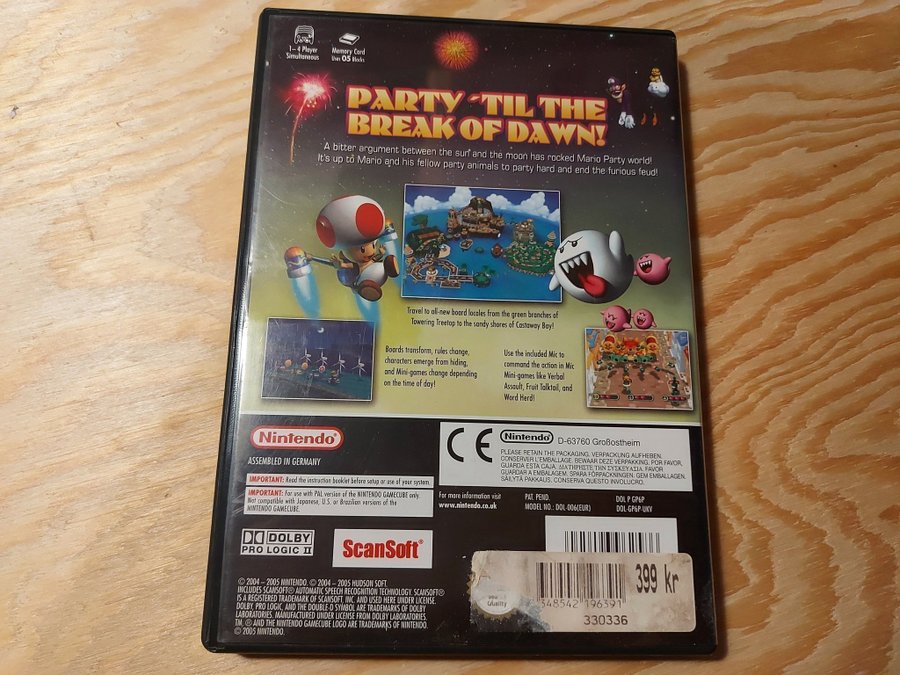 1–4 Player
Simultaneous
Memory Card
Uses 05 Blocks
PARTY 'TIL THE
BREAK OF DAWN!
A bitter argument between the sun and the moon has rocked Mario Party world!
It's up to Mario and his fellow party animals to party hard and end the furious feud!
Travel to all-new board locales from the green branches of
Towering Treetop to the sandy shores of Castaway Bay!
Boards transform, rules change,
characters emerge from hiding,
and Mini-games change depending
on the time of day!
Use the included Mic to
command the action in Mic
Mini-games like Verbal
Assault, Fruit Talktail, and
Word Herd!
Nintendo®
ASSEMBLED IN GERMANY
IMPORTANT: Read the instruction booklet before setup or use of your system.
IMPORTANT: For use with PAL version of the NINTENDO GAMECUBE only.
Not compatible with Japanese, U.S. or Brazilian versions of the
NINTENDO GAMECUBE.
CE
Nintendo® D-63760 Großostheim
PLEASE RETAIN THE PACKAGING. VERPACKUNG AUFHEBEN.
CONSERVER L'EMBALLAGE. BEWAAR DEZE VERPAKKING. POR FAVOR,
GUARDA ESTA CAJA. ΔΙΑΤΗΡΗΣΤΕ ΤΗΝ ΣΥΣΚΕΥΑΣΙΑ. FAVOR
GUARDAR A EMBALAGEM. SPARA FÖRPACKNINGEN. GEM EMBALLAGEN.
SÄILYTÄ PAKKAUS. CONSERVA QUESTO INVOLUCRO.
For more information visit
www.nintendo.co.uk
PAT. PEND.
MODEL NO.: DOL-006(EUR)
DOL P GP6P
DOL-GP6P-UKV
DOLBY
PRO LOGIC II
ScanSoft®
© 2004 – 2005 NINTENDO. © 2004 – 2005 HUDSON SOFT.
INCLUDES SCANSOFT® AUTOMATIC SPEECH RECOGNITION TECHNOLOGY. SCANSOFT®
IS A REGISTERED TRADEMARK OF SCANSOFT, INC. AND USED HERE UNDER LICENSE.
DOLBY, PRO LOGIC, AND THE DOUBLE-D SYMBOL ARE TRADEMARKS OF DOLBY
LABORATORIES. MANUFACTURED UNDER LICENSE FROM DOLBY LABORATORIES.
TM, ® AND THE NINTENDO GAMECUBE LOGO ARE TRADEMARKS OF NINTENDO.
© 2005 NINTENDO.
Quality
399 kr
348542 196391
330336